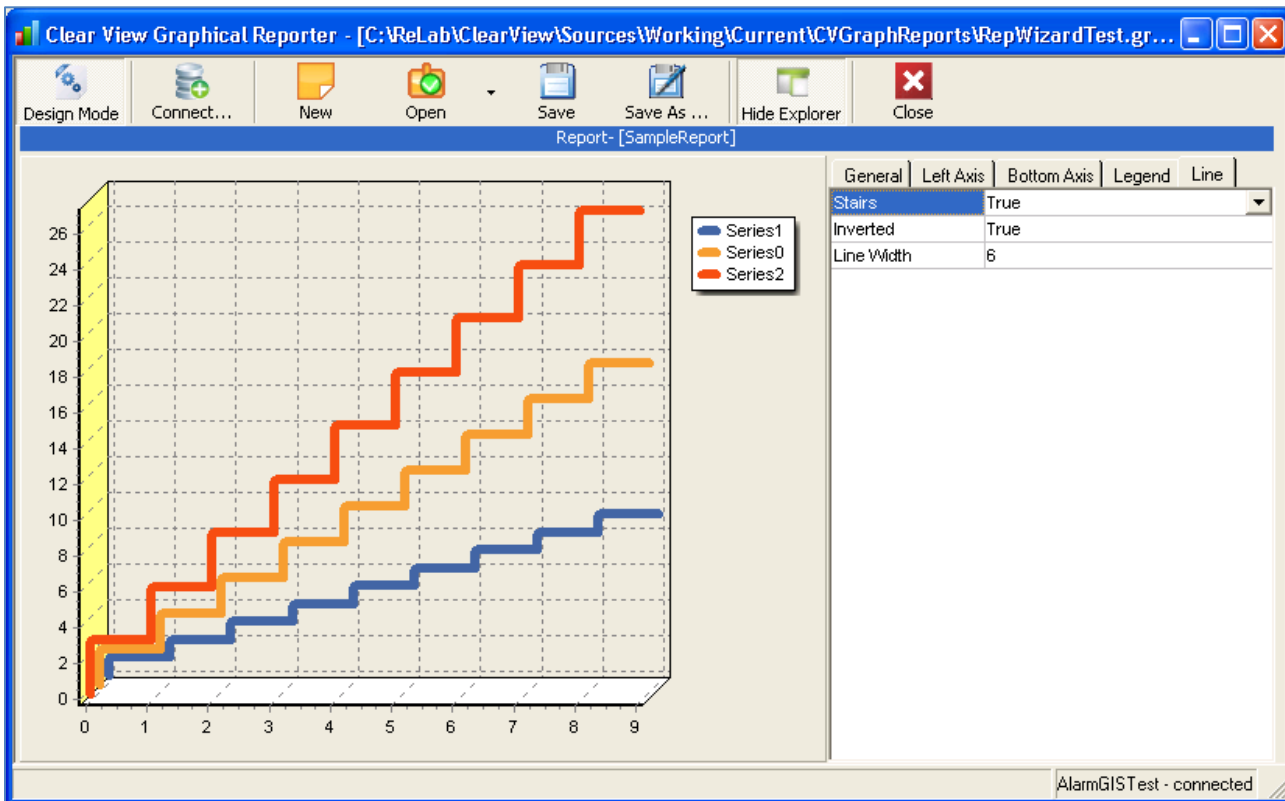 Clear View Graphical Reporter - [C:\ReLab\ClearView\Sources\Working\Current\CVGraphReports\RepWizardTest.gr...
Design Mode Connect... New Open Save Save As ... Hide Explorer Close
Report- [SampleReport]
General Left Axis Bottom Axis Legend Line
Stairs True
Inverted True
Line Width 6
Series1
Series0
Series2
26
24
22
20
18
16
14
12
10
8
6
4
2
0
0 1 2 3 4 5 6 7 8 9
AlarmGISTest - connected